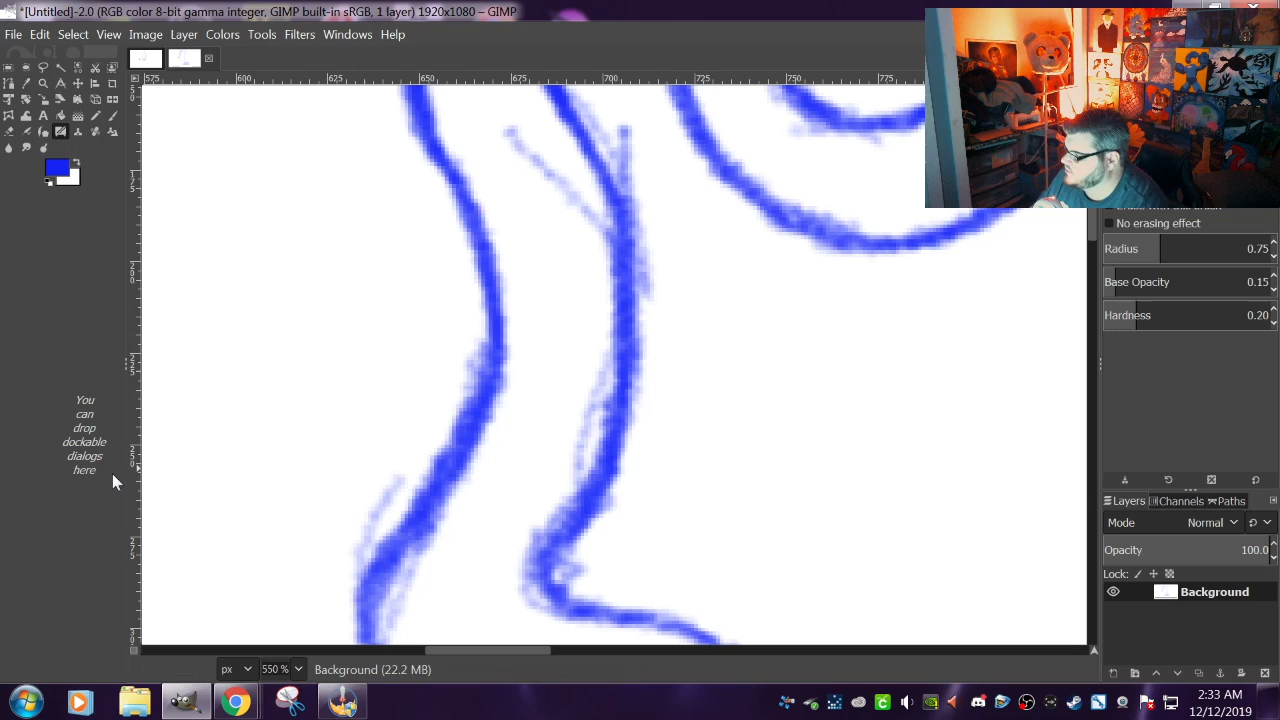 *[Untitled]-2.0 (RGB color 8-bit gamma integer, GIMP built-in sRGB, 1 layer) 1920x1080 – GIMP
File Edit Select View Image Layer Colors Tools Filters Windows Help
575 600 625 650 675 700 725 750 775
You
can
drop
dockable
dialogs
here
No erasing effect
Radius 0.75
Base Opacity 0.15
Hardness 0.20
Layers Channels Paths
Mode Normal
Opacity 100.0
Lock:
Background
px 550 % Background (22.2 MB)
2:33 AM
12/12/2019